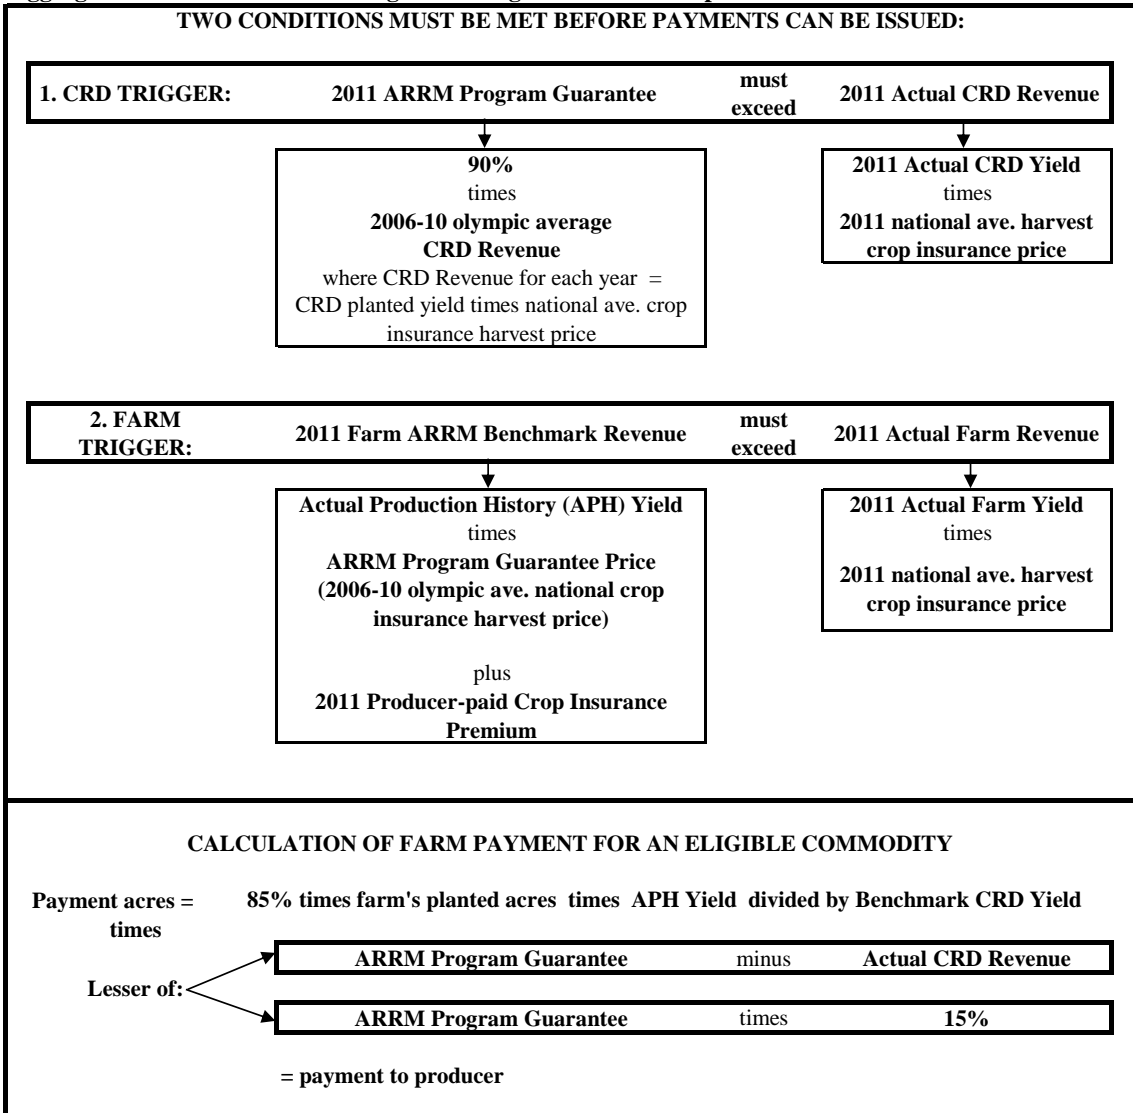 TWO CONDITIONS MUST BE MET BEFORE PAYMENTS CAN BE ISSUED:
1. CRD TRIGGER: 2011 ARRM Program Guarantee must exceed 2011 Actual CRD Revenue
90%
times
2006-10 olympic average
CRD Revenue
where CRD Revenue for each year =
CRD planted yield times national ave. crop
insurance harvest price
2011 Actual CRD Yield
times
2011 national ave. harvest
crop insurance price
2. FARM
TRIGGER:
2011 Farm ARRM Benchmark Revenue
must
exceed
2011 Actual Farm Revenue
Actual Production History (APH) Yield
times
ARRM Program Guarantee Price
(2006-10 olympic ave. national crop
insurance harvest price)
plus
2011 Producer-paid Crop Insurance
Premium
2011 Actual Farm Yield
times
2011 national ave. harvest
crop insurance price
CALCULATION OF FARM PAYMENT FOR AN ELIGIBLE COMMODITY
Payment acres = 85% times farm's planted acres times APH Yield divided by Benchmark CRD Yield
times
ARRM Program Guarantee minus Actual CRD Revenue
Lesser of:
ARRM Program Guarantee times 15%
= payment to producer